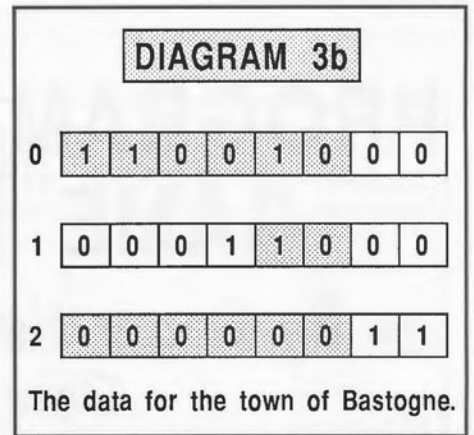 DIAGRAM 3b
0 1 1 0 0 1 0 0 0
1 0 0 0 1 1 0 0 0
2 0 0 0 0 0 0 1 1
The data for the town of Bastogne.